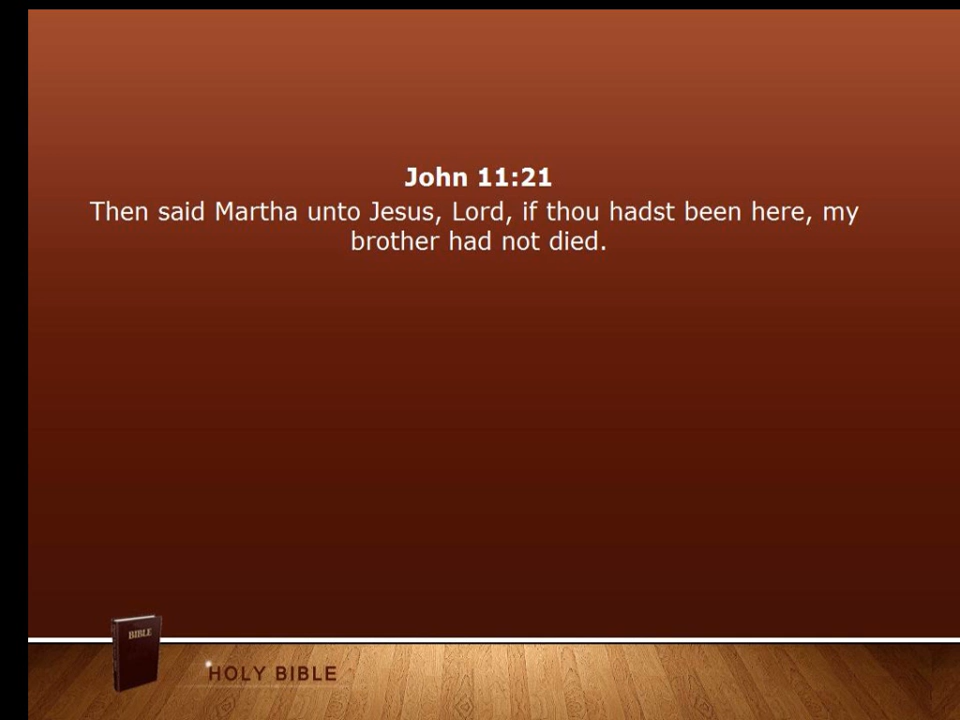 John 11:21
Then said Martha unto Jesus, Lord, if thou hadst been here, my
brother had not died.
BIBLE
HOLY BIBLE